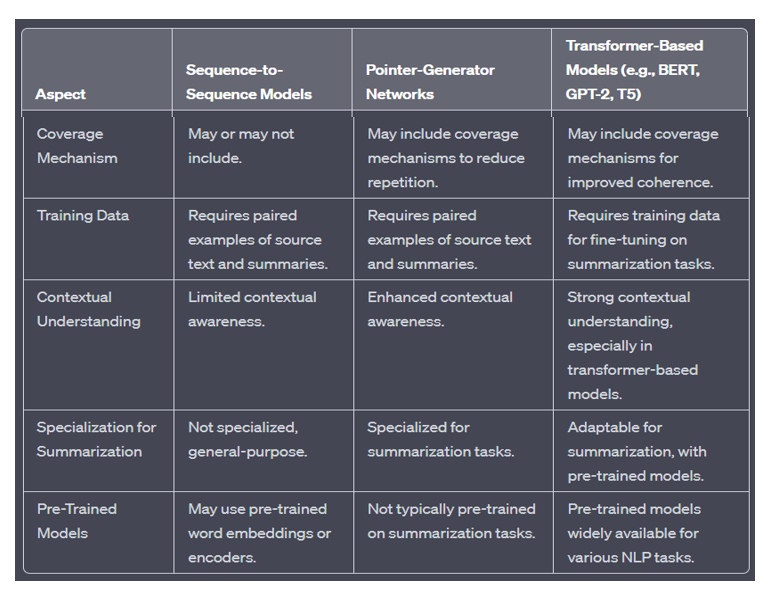 Aspect
Sequence-to-
Sequence Models
Pointer-Generator
Networks
Transformer-Based
Models (e.g., BERT,
GPT-2, T5)
Coverage
Mechanism
May or may not
include.
May include coverage
mechanisms to reduce
repetition.
May include coverage
mechanisms for
improved coherence.
Training Data
Requires paired
examples of source
text and summaries.
Requires paired
examples of source text
and summaries.
Requires training data
for fine-tuning on
summarization tasks.
Contextual
Understanding
Limited contextual
awareness.
Enhanced contextual
awareness.
Strong contextual
understanding,
especially in
transformer-based
models.
Specialization for
Summarization
Not specialized,
general-purpose.
Specialized for
summarization tasks.
Adaptable for
summarization, with
pre-trained models.
Pre-Trained
Models
May use pre-trained
word embeddings or
encoders.
Not typically pre-trained
on summarization tasks.
Pre-trained models
widely available for
various NLP tasks.